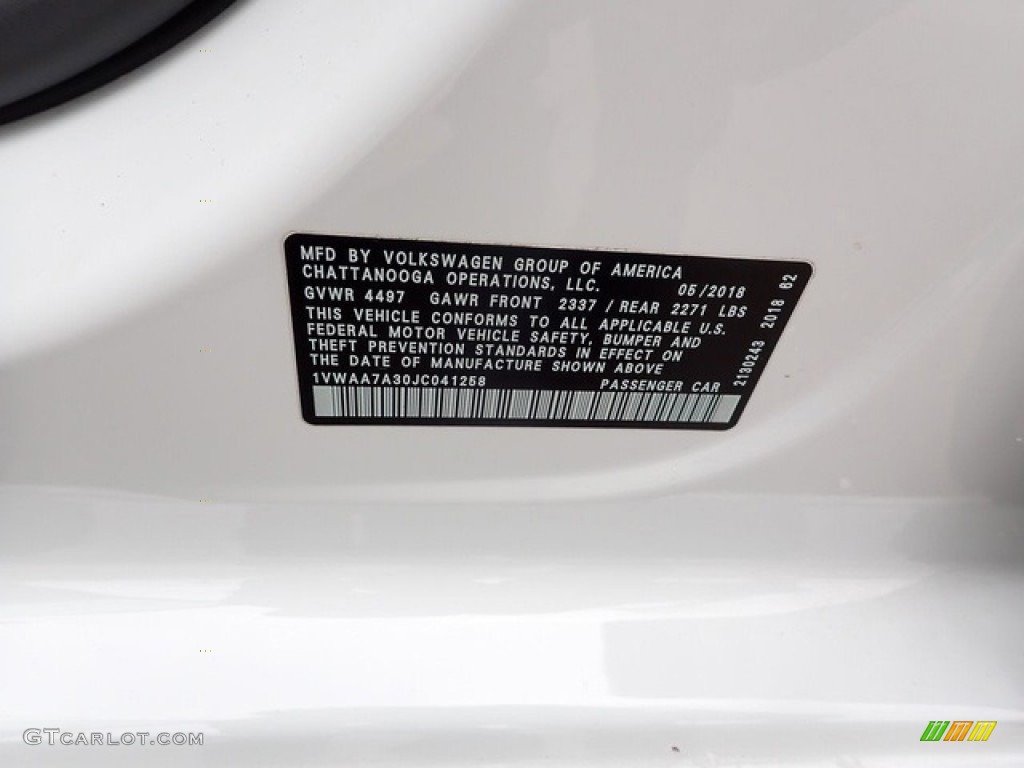 MFD BY VOLKSWAGEN GROUP OF AMERICA
CHATTANOOGA OPERATIONS, LLC. 05/2018
GVWR 4497 GAWR FRONT 2337 / REAR 2271 LBS
THIS VEHICLE CONFORMS TO ALL APPLICABLE U.S.
FEDERAL MOTOR VEHICLE SAFETY, BUMPER AND
THEFT PREVENTION STANDARDS IN EFFECT ON
THE DATE OF MANUFACTURE SHOWN ABOVE
1VWAA7A30JC041258 PASSENGER CAR
2130243 2018 62
GTCARLOT.COM